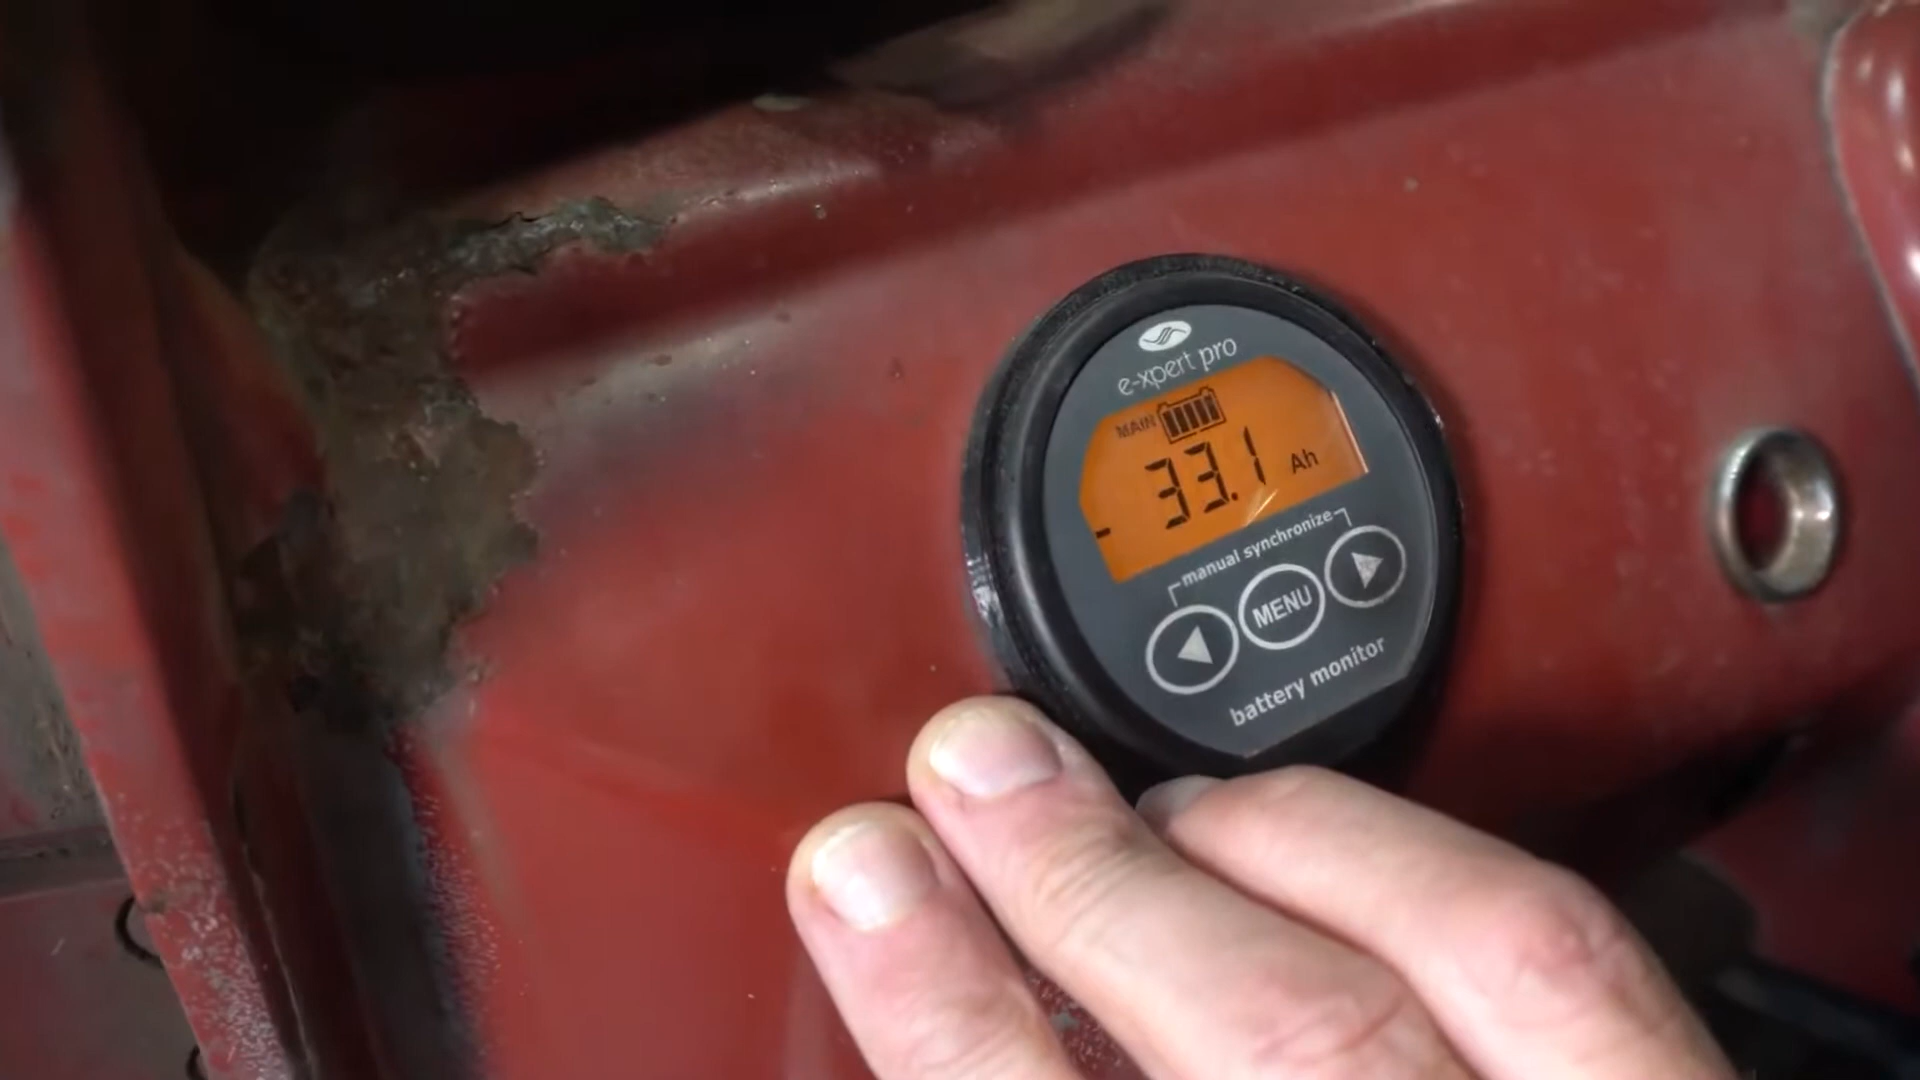 e-xpert pro
MAIN
- 33.1 Ah
manual synchronize
MENU
battery monitor